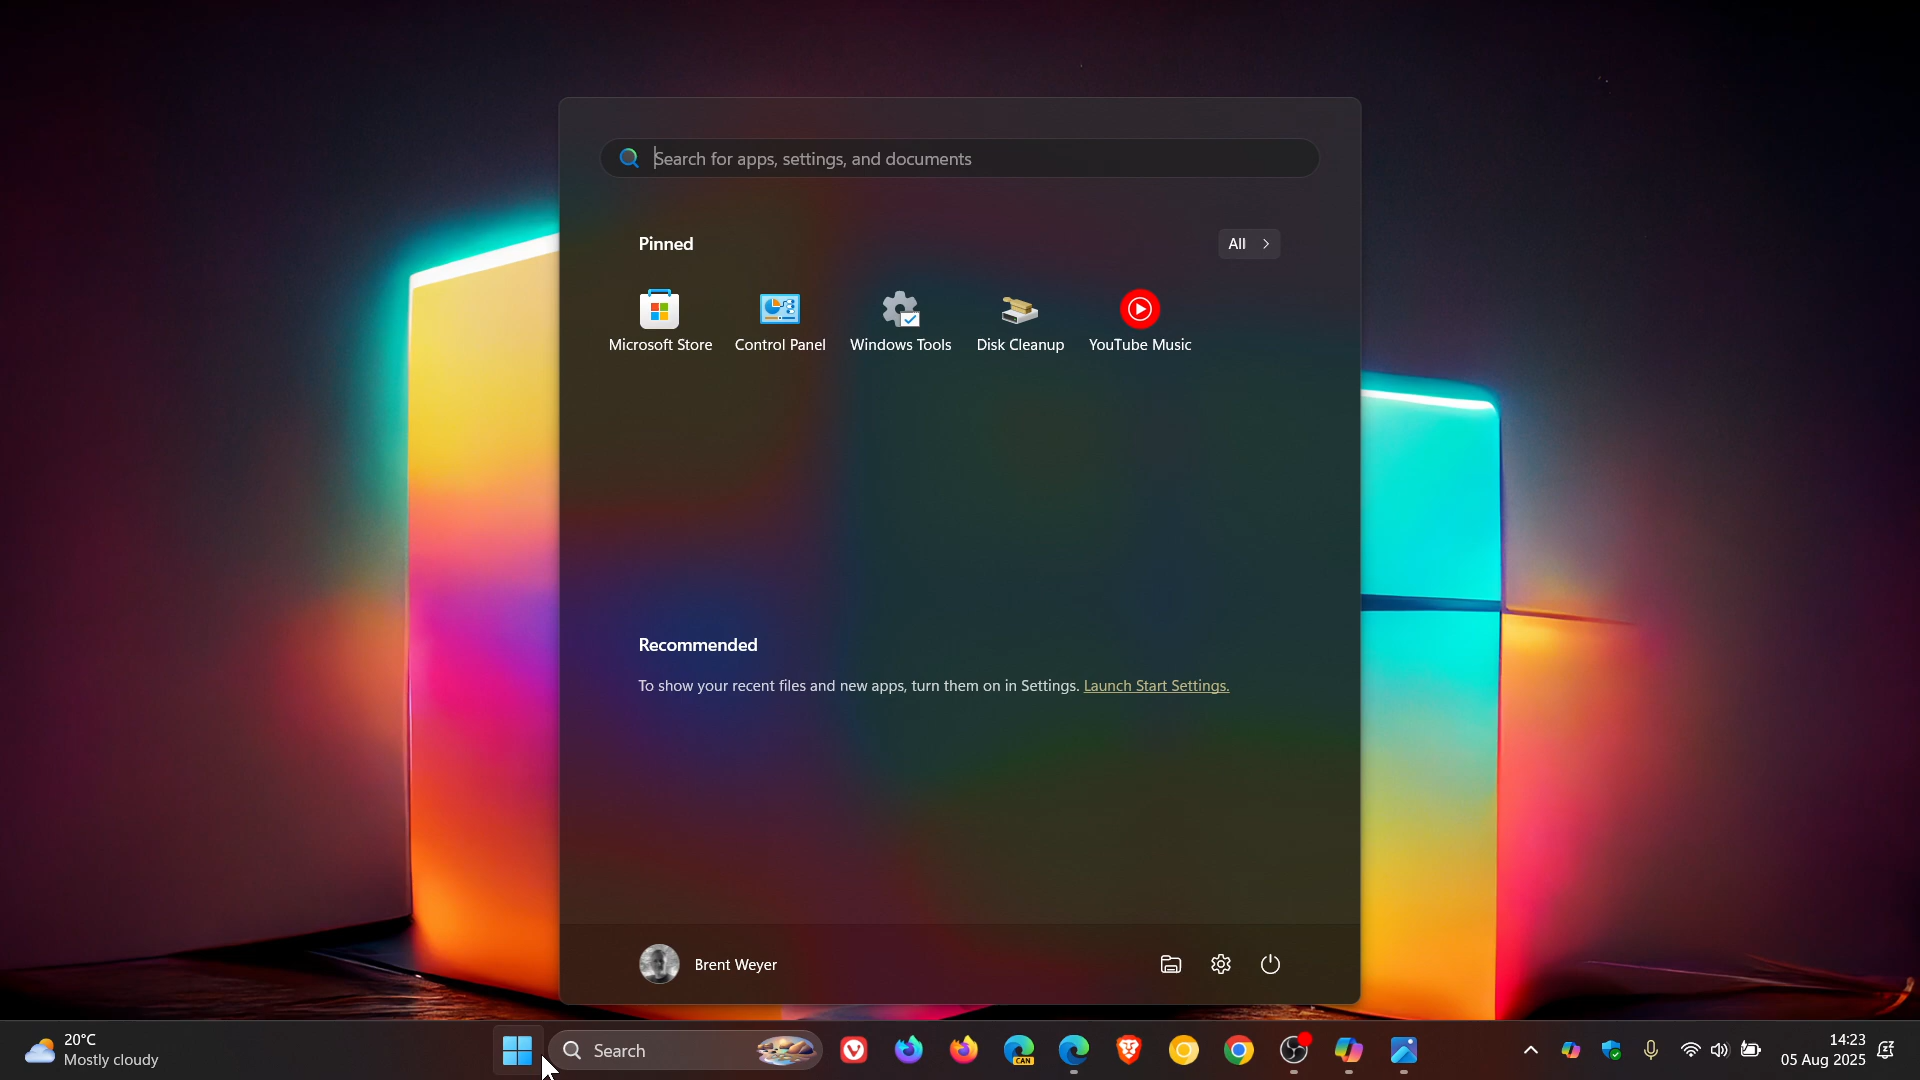 Search for apps, settings, and documents
Pinned
All
Microsoft Store
Control Panel
Windows Tools
Disk Cleanup
YouTube Music
Recommended
To show your recent files and new apps, turn them on in Settings. Launch Start Settings.
Brent Weyer
20°C
Mostly cloudy
Search
CAN
14:23
05 Aug 2025